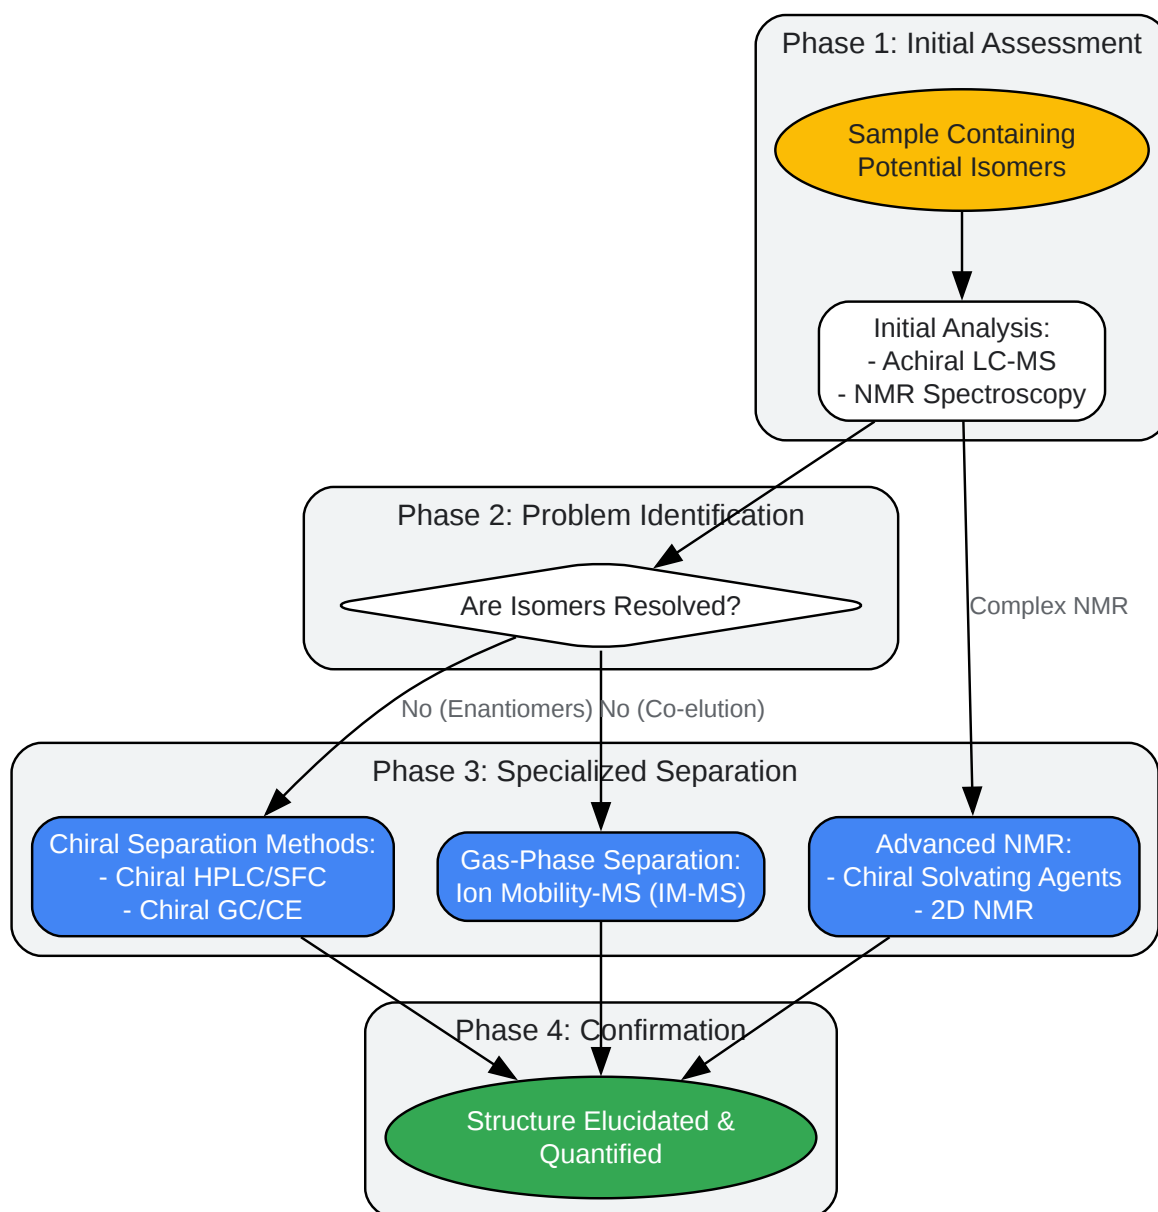 Phase 1: Initial Assessment
Sample Containing
Potential Isomers
Initial Analysis:
- Achiral LC-MS
- NMR Spectroscopy
Phase 2: Problem Identification
Are Isomers Resolved?
Complex NMR
No (Enantiomers)
No (Co-elution)
Phase 3: Specialized Separation
Chiral Separation Methods:
- Chiral HPLC/SFC
- Chiral GC/CE
Gas-Phase Separation:
Ion Mobility-MS (IM-MS)
Advanced NMR:
- Chiral Solvating Agents
- 2D NMR
Phase 4: Confirmation
Structure Elucidated &
Quantified